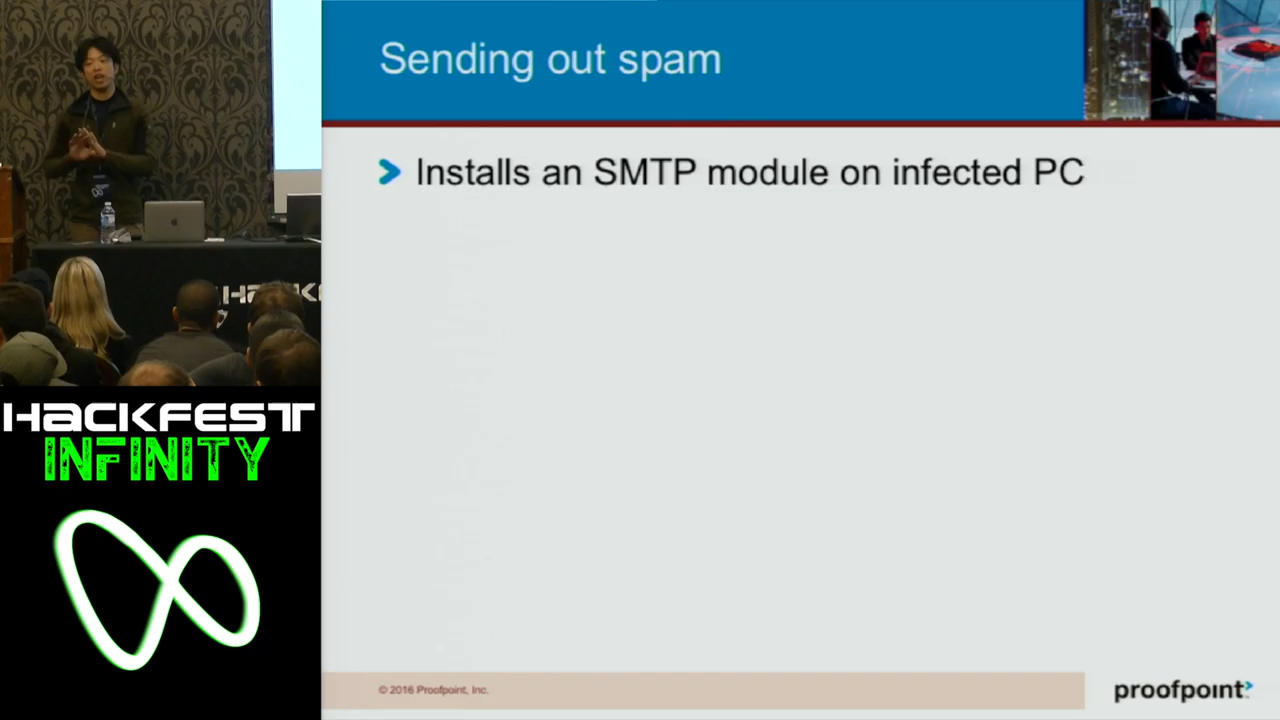 Sending out spam
Installs an SMTP module on infected PC
HACKFEST
INFINITY
© 2016 Proofpoint, Inc.
proofpoint